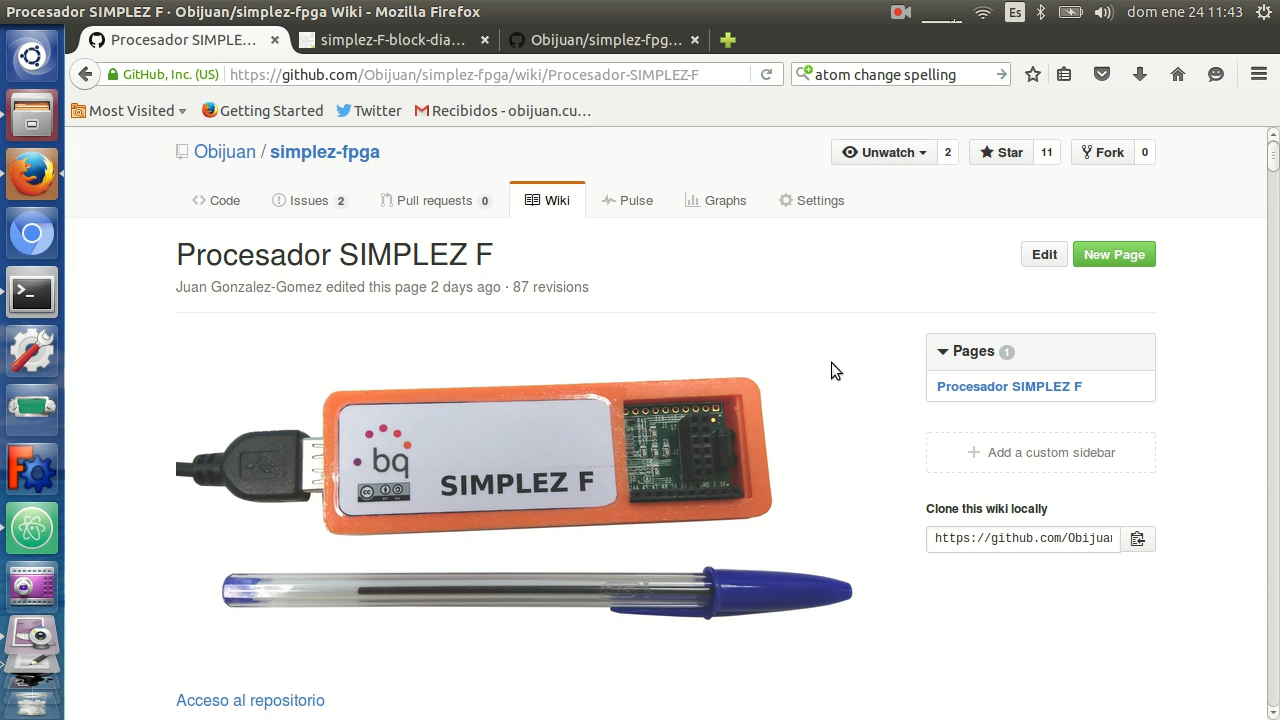 Procesador SIMPLEZ F · Obijuan/simplez-fpga Wiki - Mozilla Firefox
Es
dom ene 24 11:43
Procesador SIMPLE...
simplez-F-block-dia...
Obijuan/simplez-fpg...
GitHub, Inc. (US)
https://github.com/Obijuan/simplez-fpga/wiki/Procesador-SIMPLEZ-F
atom change spelling
Most Visited
Getting Started
Twitter
Recibidos - obijuan.cu...
Obijuan / simplez-fpga
Unwatch
2
Star
11
Fork
0
Code
Issues 2
Pull requests 0
Wiki
Pulse
Graphs
Settings
Procesador SIMPLEZ F
Edit
New Page
Juan Gonzalez-Gomez edited this page 2 days ago · 87 revisions
Pages 1
Procesador SIMPLEZ F
Add a custom sidebar
Clone this wiki locally
https://github.com/Obijuan
bq
cc
SIMPLEZ F
Acceso al repositorio